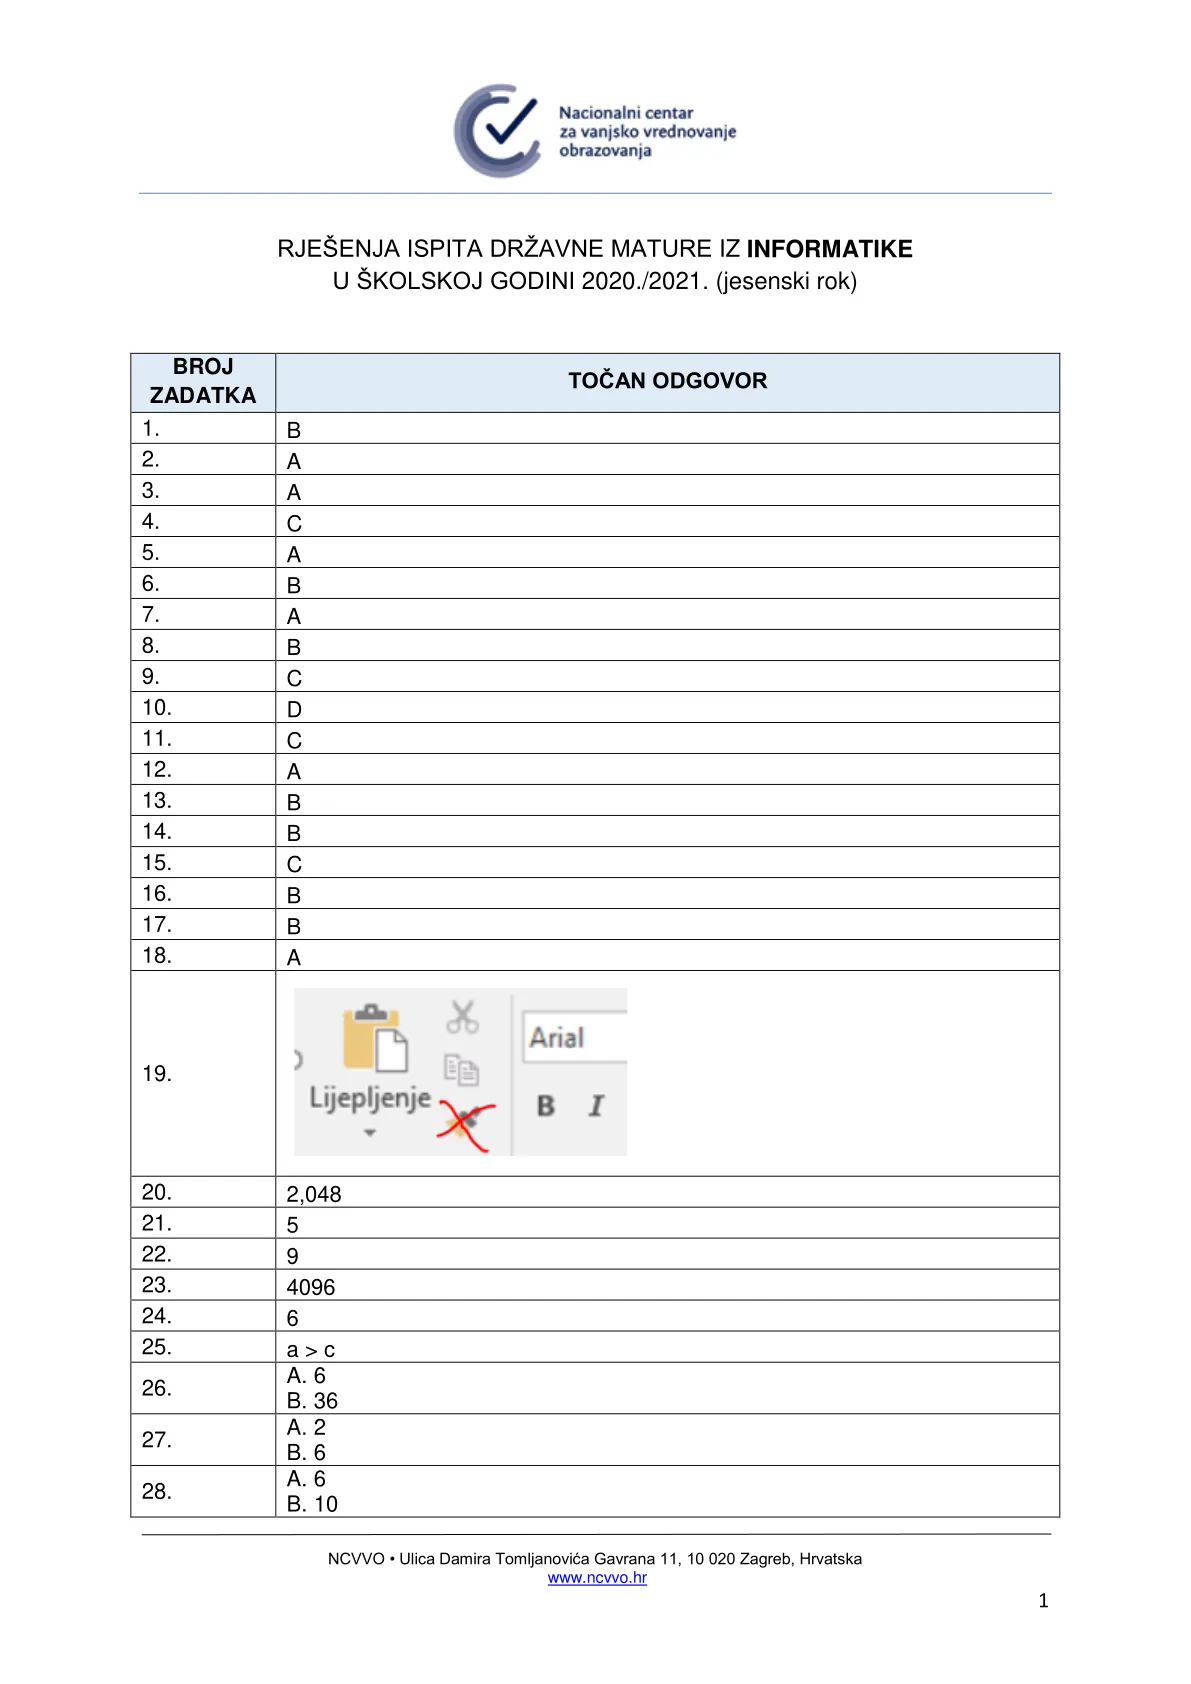 Nacionalni centar
za vanjsko vrednovanje
obrazovanja
RJEŠENJA ISPITA DRŽAVNE MATURE IZ INFORMATIKE
U ŠKOLSKOJ GODINI 2020./2021. (jesenski rok)
BROJ ZADATKA TOČAN ODGOVOR
1. B
2. A
3. A
4. C
5. A
6. B
7. A
8. B
9. C
10. D
11. C
12. A
13. B
14. B
15. C
16. B
17. B
18. A
19.
Arial
Lijepljenje
B I
20. 2,048
21. 5
22. 9
23. 4096
24. 6
25. a > c
26. A. 6
B. 36
27. A. 2
B. 6
28. A. 6
B. 10
NCVVO • Ulica Damira Tomljanovića Gavrana 11, 10 020 Zagreb, Hrvatska
www.ncvvo.hr
1